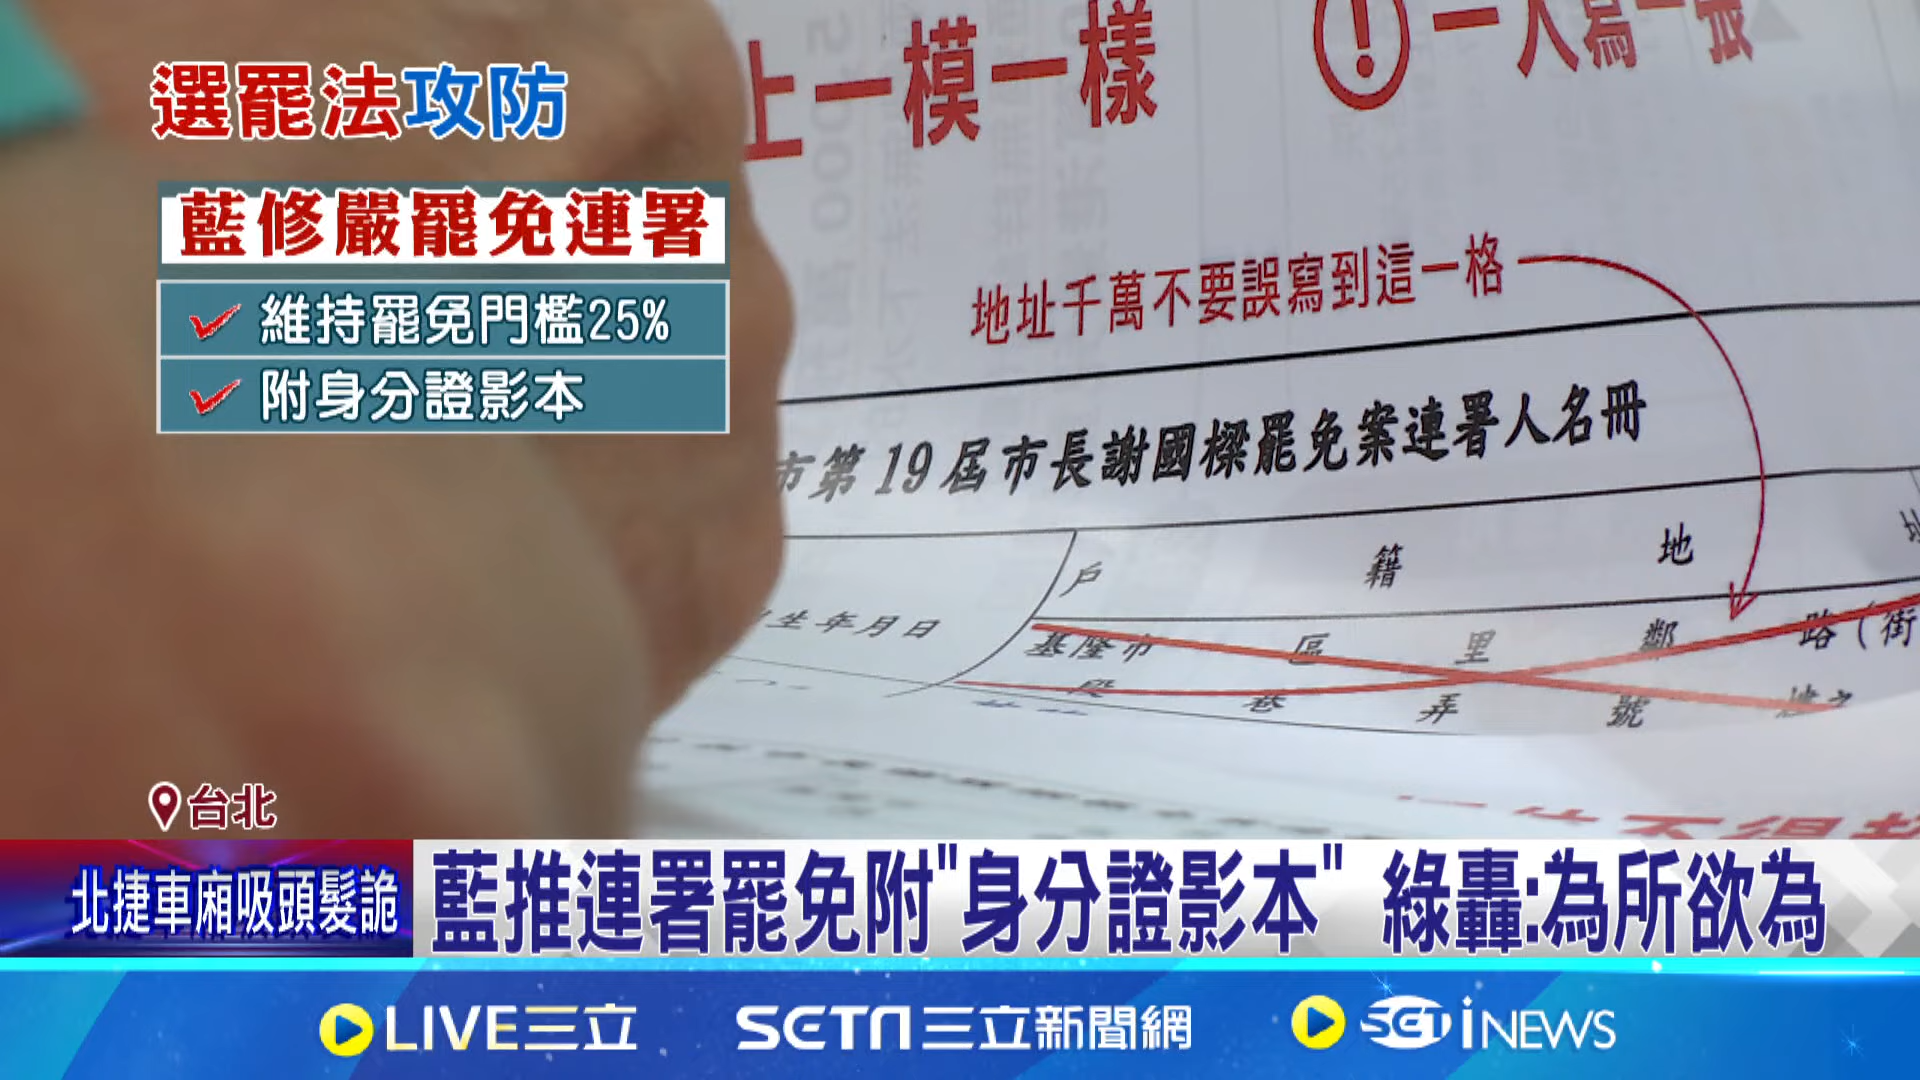 選罷法攻防
藍修嚴罷免連署
維持罷免門檻25%
附身分證影本
上一模一樣
一人寫一張
地址千萬不要誤寫到這一格
市第19屆市長謝國樑罷免案連署人名冊
戶籍地址
生年月日
基隆市 區 里 鄰 路(街
段 巷 弄 號 樓之
台北
北捷車廂吸頭髮詭
藍推連署罷免附"身分證影本" 綠轟:為所欲為
LIVE三立
SETN三立新聞網
SETiNEWS